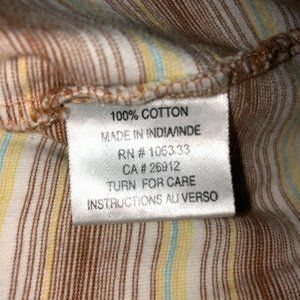 100% COTTON
MADE IN INDIA/INDE
RN # 106333
CA # 26912
TURN FOR CARE
INSTRUCTIONS AU VERSO